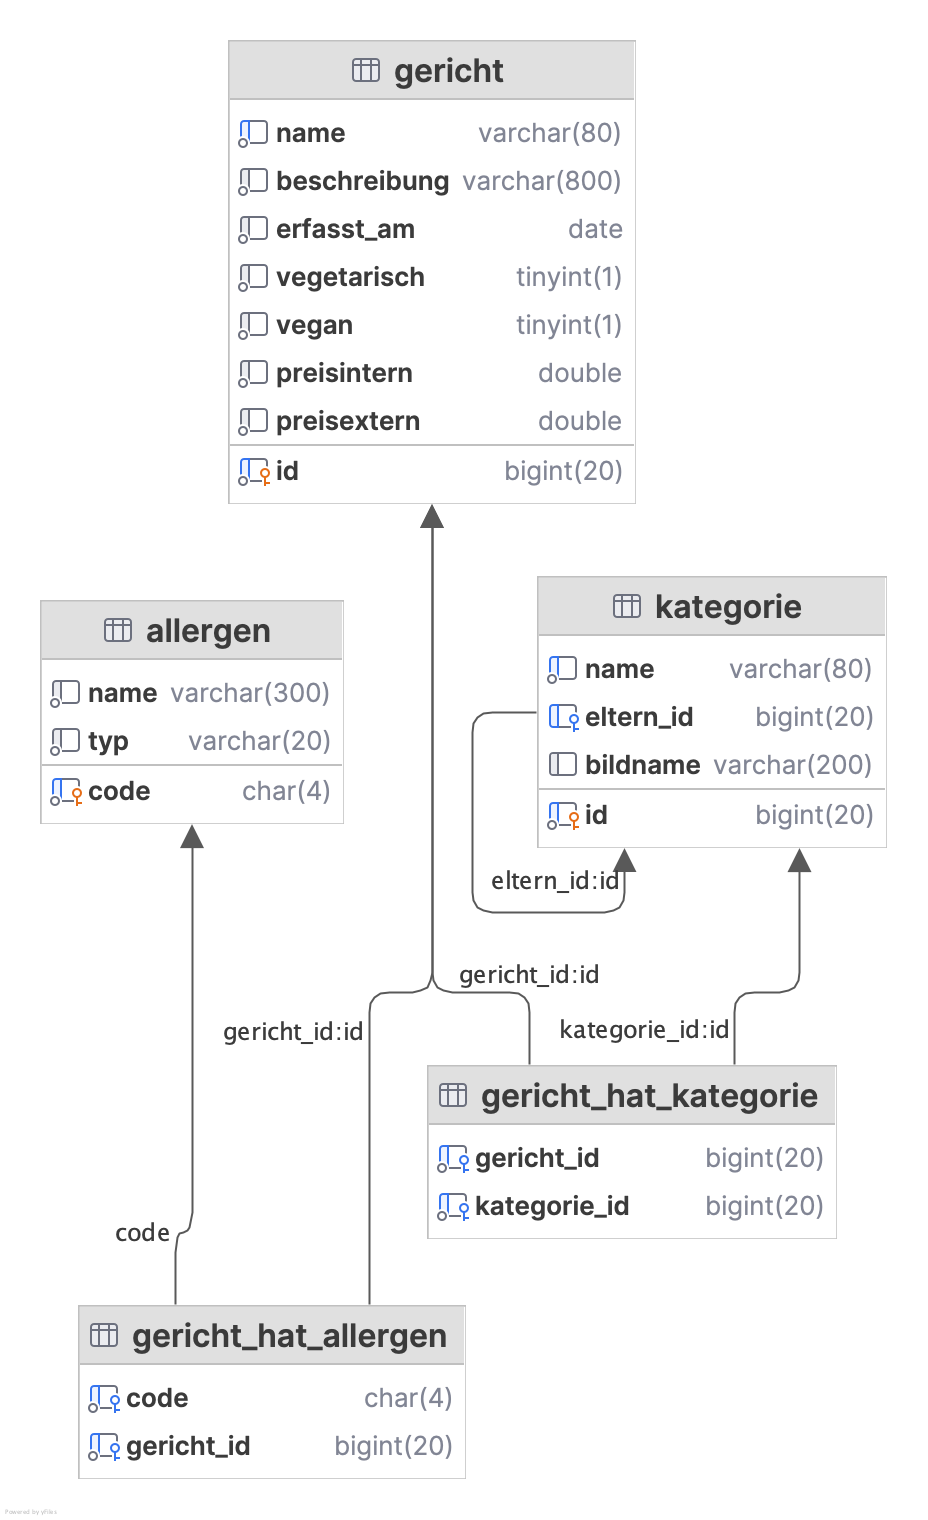 gericht
name varchar(80)
beschreibung varchar(800)
erfasst_am date
vegetarisch tinyint(1)
vegan tinyint(1)
preisintern double
preisextern double
id bigint(20)
allergen
name varchar(300)
typ varchar(20)
code char(4)
kategorie
name varchar(80)
eltern_id bigint(20)
bildname varchar(200)
id bigint(20)
eltern_id:id
gericht_id:id
gericht_id:id
kategorie_id:id
gericht_hat_kategorie
gericht_id bigint(20)
kategorie_id bigint(20)
code
gericht_hat_allergen
code char(4)
gericht_id bigint(20)
Powered by yFiles